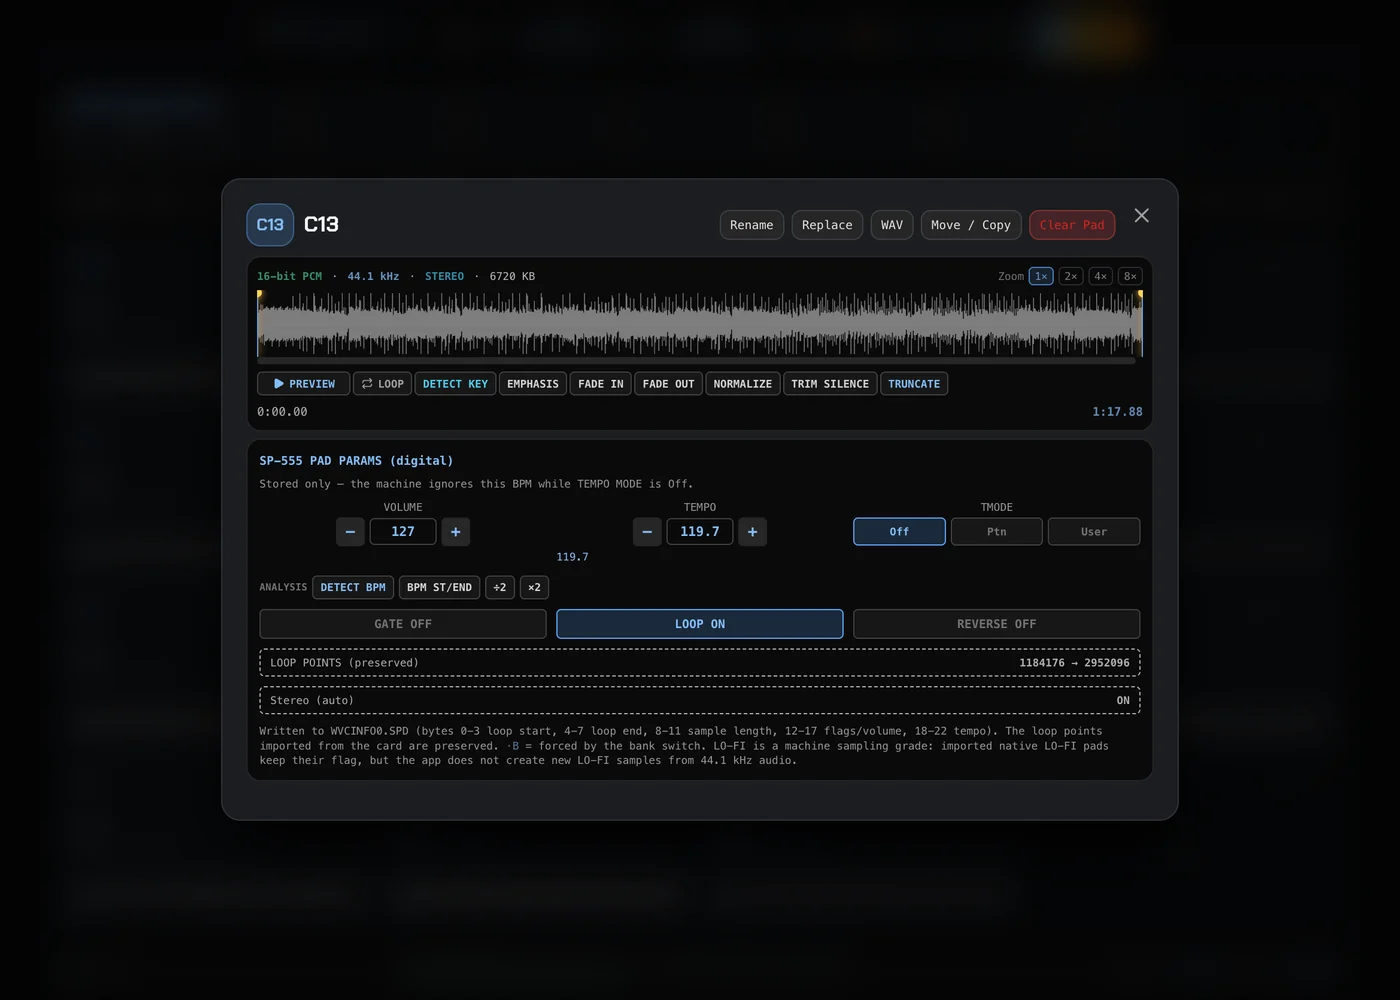 C13 C13 Rename Replace WAV Move / Copy Clear Pad
16-bit PCM · 44.1 kHz · STEREO · 6720 KB Zoom 1× 2× 4× 8×
PREVIEW LOOP DETECT KEY EMPHASIS FADE IN FADE OUT NORMALIZE TRIM SILENCE TRUNCATE
0:00.00 1:17.88
SP-555 PAD PARAMS (digital)
Stored only — the machine ignores this BPM while TEMPO MODE is Off.
VOLUME TEMPO TMODE
− 127 + − 119.7 + Off Ptn User
119.7
ANALYSIS DETECT BPM BPM ST/END ÷2 ×2
GATE OFF LOOP ON REVERSE OFF
LOOP POINTS (preserved) 1184176 → 2952096
Stereo (auto) ON
Written to WVCINFO0.SPD (bytes 0-3 loop start, 4-7 loop end, 8-11 sample length, 12-17 flags/volume, 18-22 tempo). The loop points
imported from the card are preserved. ·B = forced by the bank switch. LO-FI is a machine sampling grade: imported native LO-FI pads
keep their flag, but the app does not create new LO-FI samples from 44.1 kHz audio.